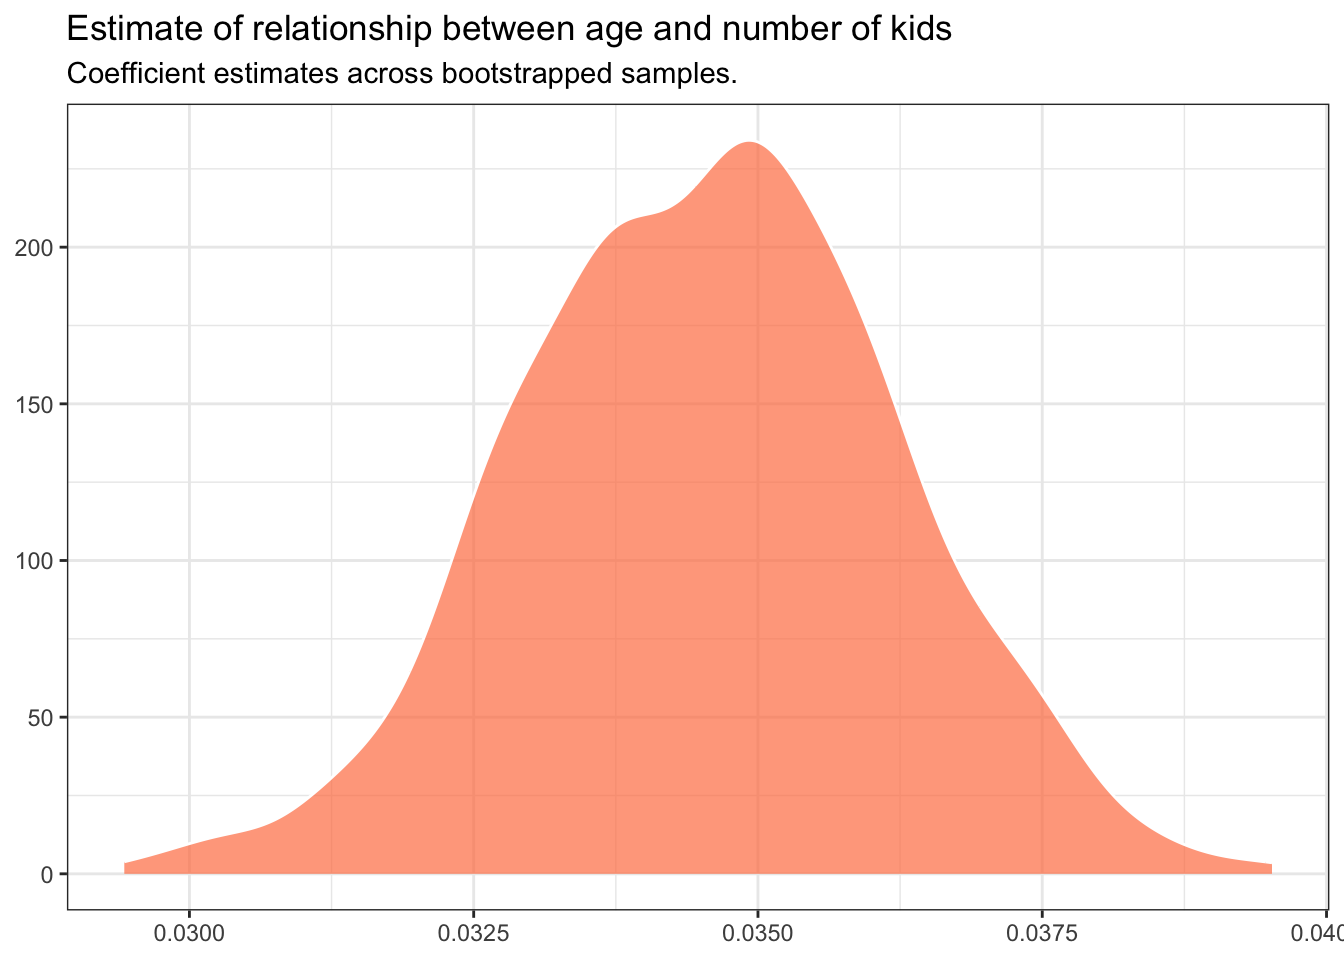 Estimate of relationship between age and number of kids
Coefficient estimates across bootstrapped samples.
200
150
100
50
0
0.0300 0.0325 0.0350 0.0375 0.040